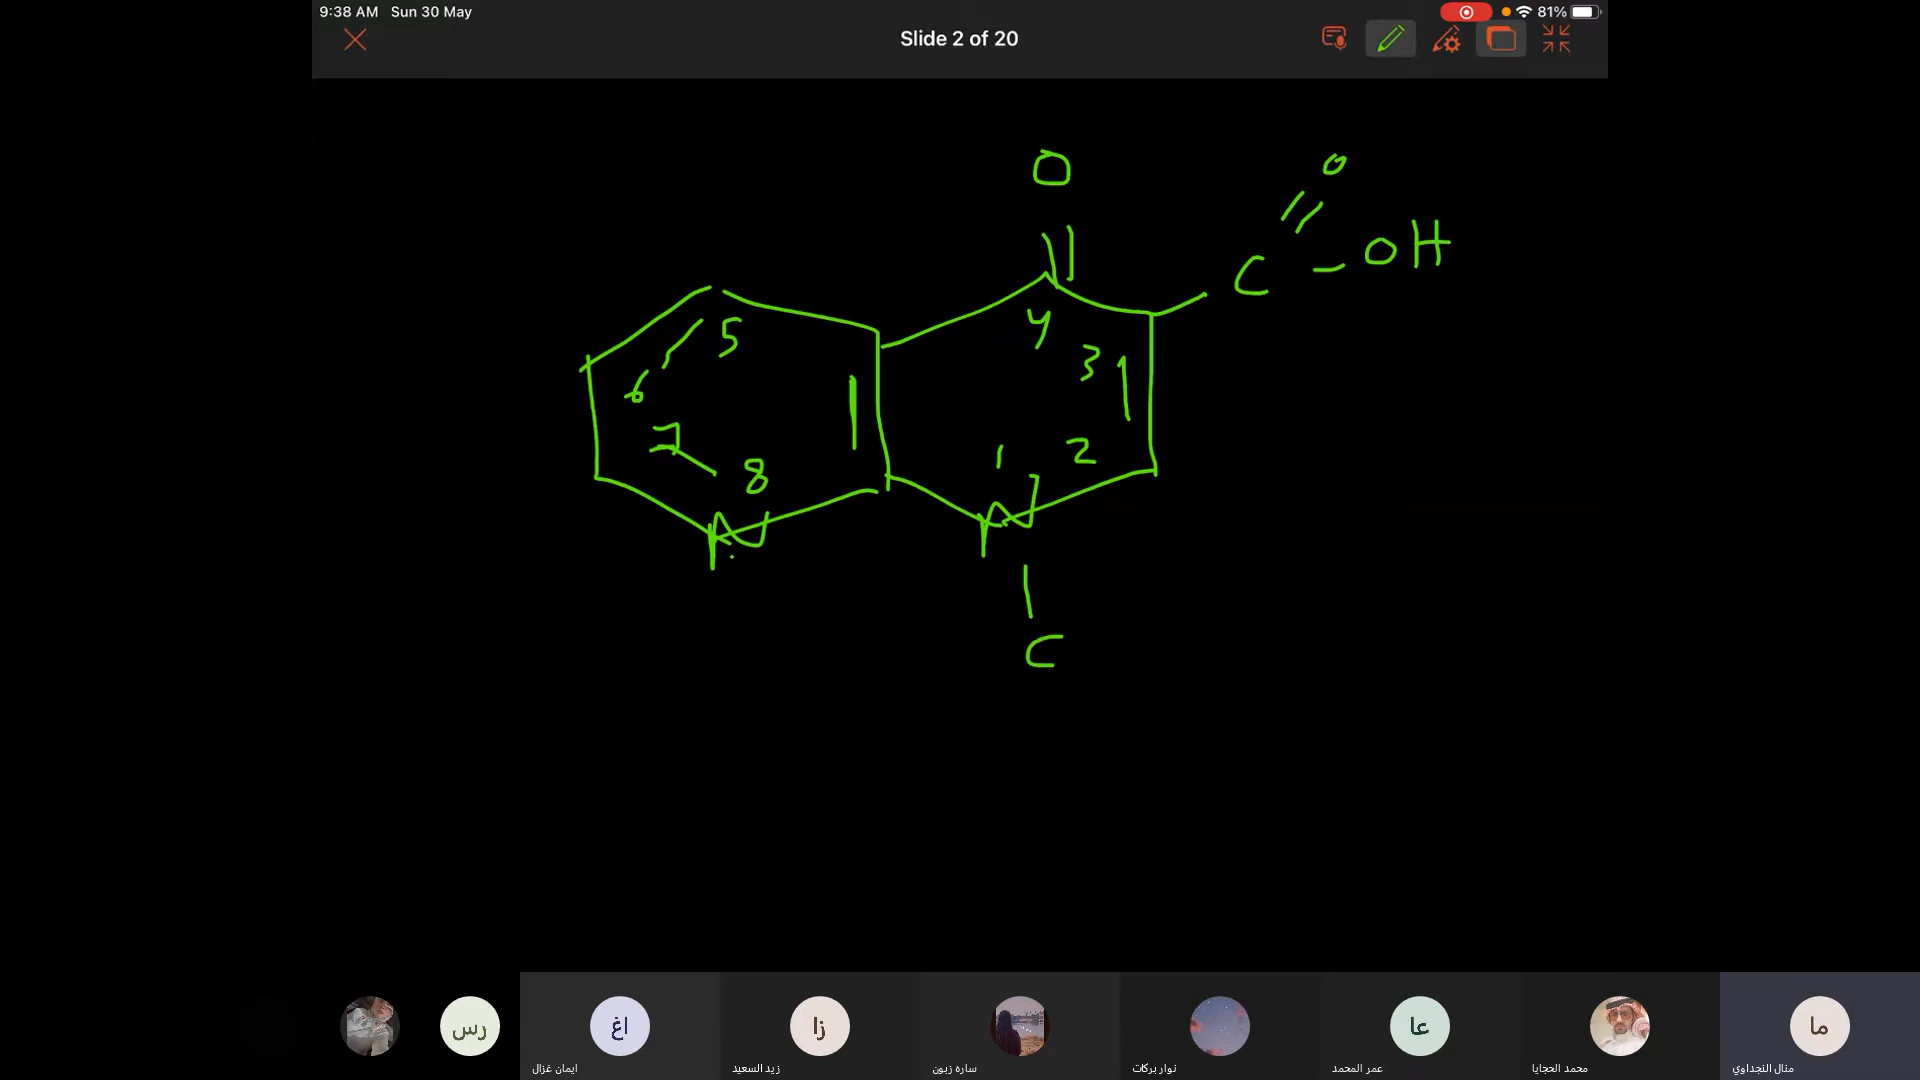 9:38 AM Sun 30 May
81%
Slide 2 of 20
O
O
C - OH
5
4
6
3
7
8
1
2
N
N
C
رس
اغ
زا
عا
ما
ايمان غزال
زيد السعيد
ساره زبون
نوار بركات
عمر المحمد
محمد الحجايا
منال النجداوي